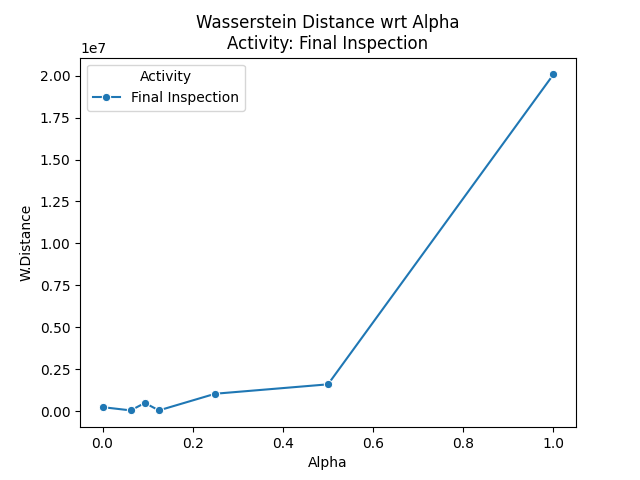 Wasserstein Distance wrt Alpha
Activity: Final Inspection
1e7
Activity
Final Inspection
2.00
1.75
1.50
1.25
1.00
0.75
0.50
0.25
0.00
W.Distance
0.0 0.2 0.4 0.6 0.8 1.0
Alpha